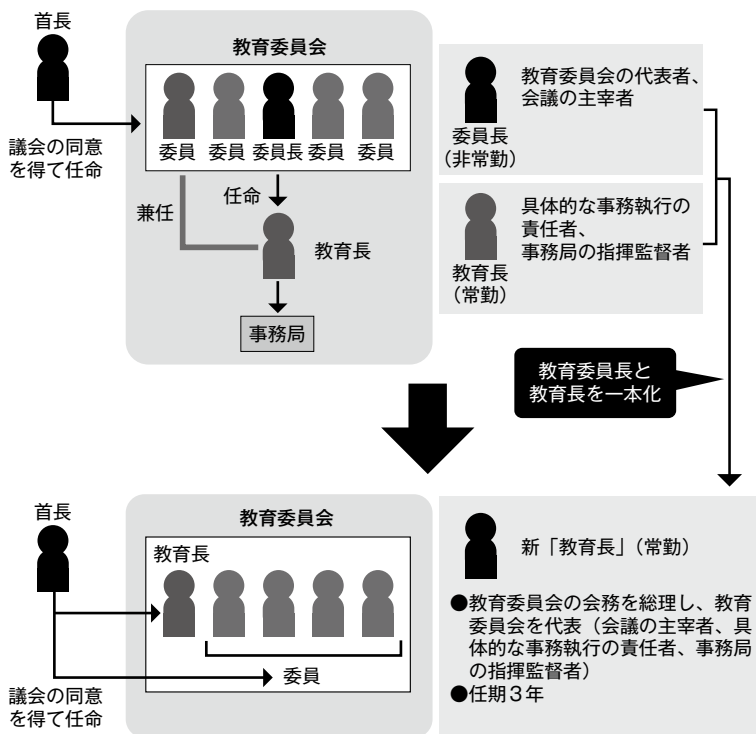 首長
議会の同意
を得て任命
教育委員会
委員
委員
委員長
委員
委員
兼任
任命
教育長
事務局
委員長
（非常勤）
教育委員会の代表者、
会議の主宰者
教育長
（常勤）
具体的な事務執行の
責任者、
事務局の指揮監督者
教育委員長と
教育長を一本化
首長
議会の同意
を得て任命
教育委員会
教育長
委員
新「教育長」（常勤）
●教育委員会の会務を総理し、教育
委員会を代表（会議の主宰者、具
体的な事務執行の責任者、事務局
の指揮監督者）
●任期３年